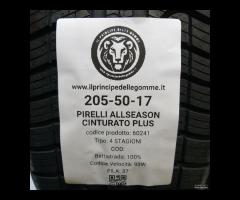 IL PRINCIPE DELLE GOMME
www.ilprincipedellegomme.it
205-50-17
PIRELLI ALLSEASON
CINTURATO PLUS
codice prodotto: 60241
Tipo: 4 STAGIONI
COD:
Battistrada: 100%
Codice Velocità: 93W
FILA: 37